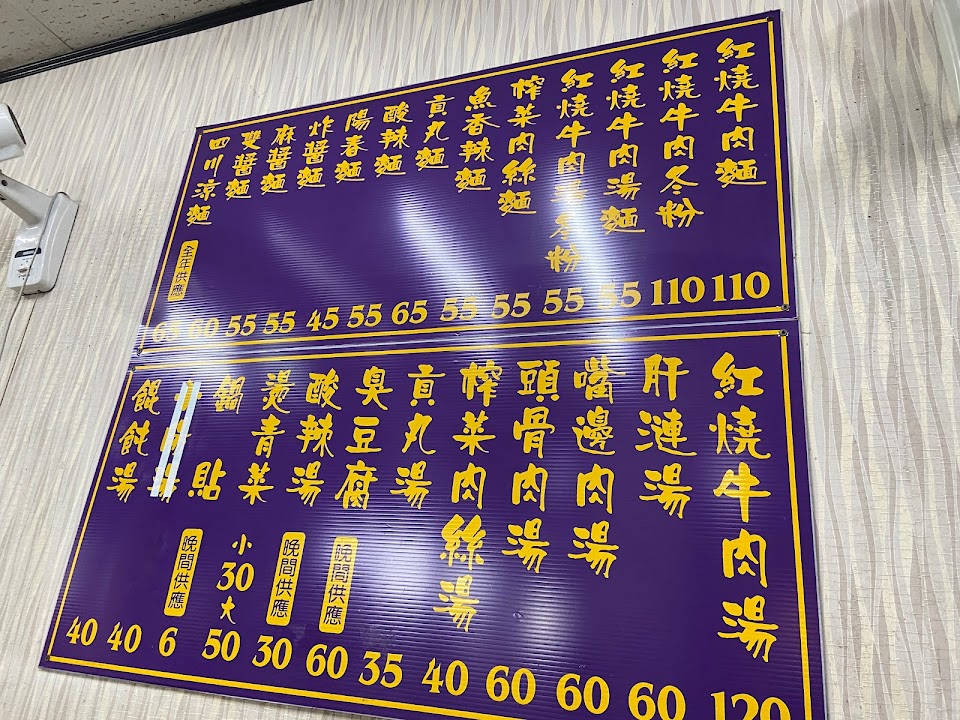 紅燒牛肉麵
110
紅燒牛肉冬粉
110
紅燒牛肉湯麵
55
紅燒牛肉湯冬粉
55
榨菜肉絲麵
55
魚香辣麵
55
貢丸麵
65
酸辣麵
55
陽春麵
45
炸醬麵
55
麻醬麵
55
雙醬麵
60
四川涼麵
全年供應
65
紅燒牛肉湯
120
肝漣湯
60
嘴邊肉湯
60
頭骨肉湯
60
榨菜肉絲湯
40
貢丸湯
35
臭豆腐
晚間供應
60
酸辣湯
晚間供應
30
燙青菜
小
30
大
50
鍋貼
晚間供應
6
40
餛飩湯
40